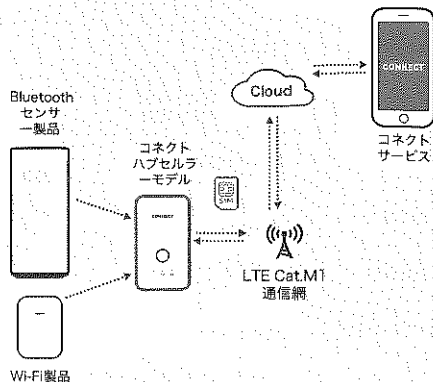 Bluetooth
センサ
ー製品
コネクト
ハブセルラ
ーモデル
CONNECT
SIM
Cloud
CONNECT
コネクト
サービス
LTE Cat.M1
通信網
Wi-Fi製品